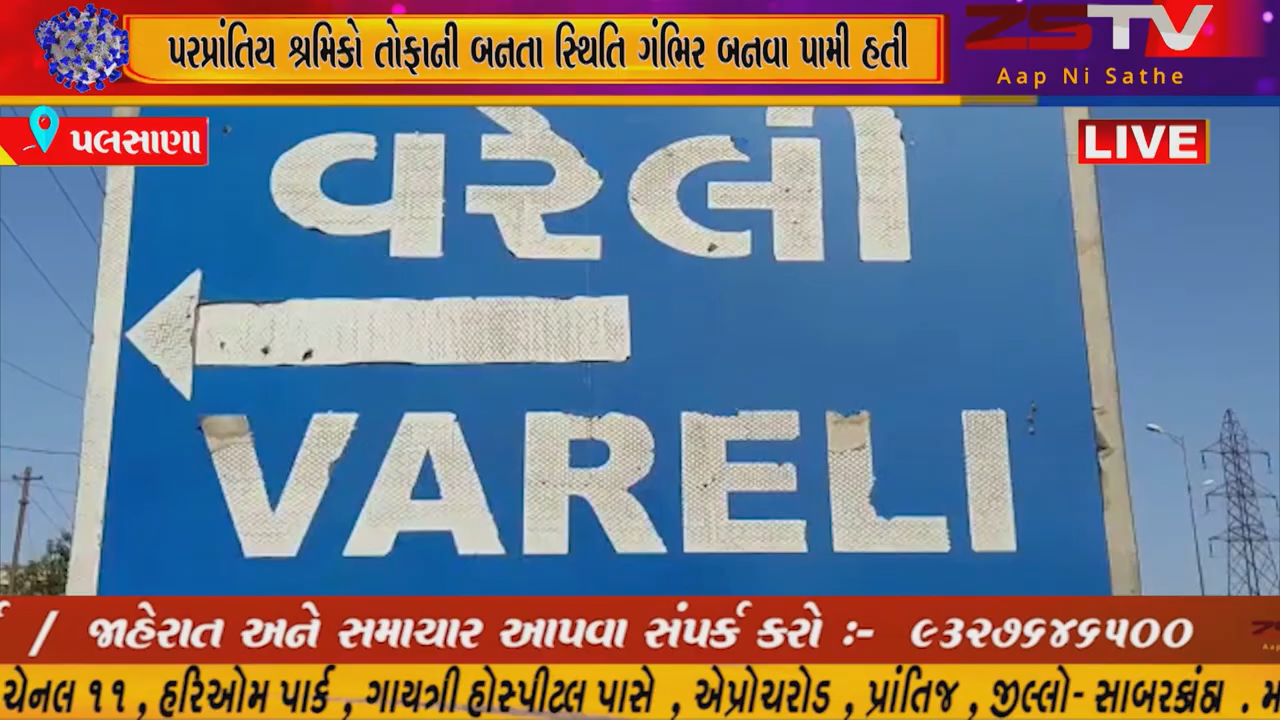 પરપ્રાંતિય શ્રમિકો તોફાની બનતા સ્થિતિ ગંભિર બનવા પામી હતી
ZSTV
Aap Ni Sathe
પલસાણા
LIVE
વરેલી
VARELI
/ જાહેરાત અને સમાચાર આપવા સંપર્ક કરો :- ૯૩૨૭૬૪૬૫૦૦
ચેનલ ૧૧ , હરિઓમ પાર્ક , ગાયત્રી હોસ્પીટલ પાસે , એપ્રોચરોડ , પ્રાંતિજ , જીલ્લો- સાબરકાંઠા .